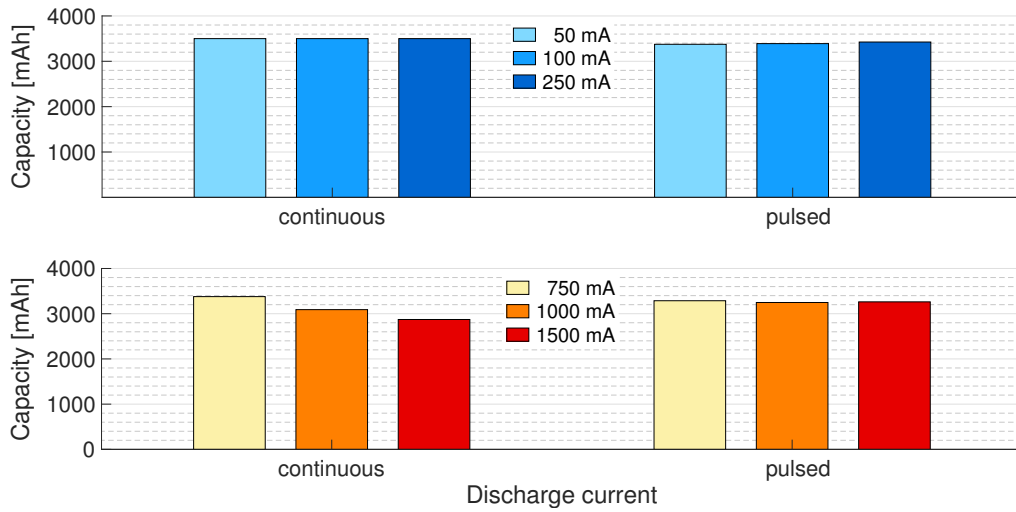 Capacity [mAh]
4000
3000
2000
1000
50 mA
100 mA
250 mA
continuous
pulsed
Capacity [mAh]
4000
3000
2000
1000
0
750 mA
1000 mA
1500 mA
continuous
pulsed
Discharge current